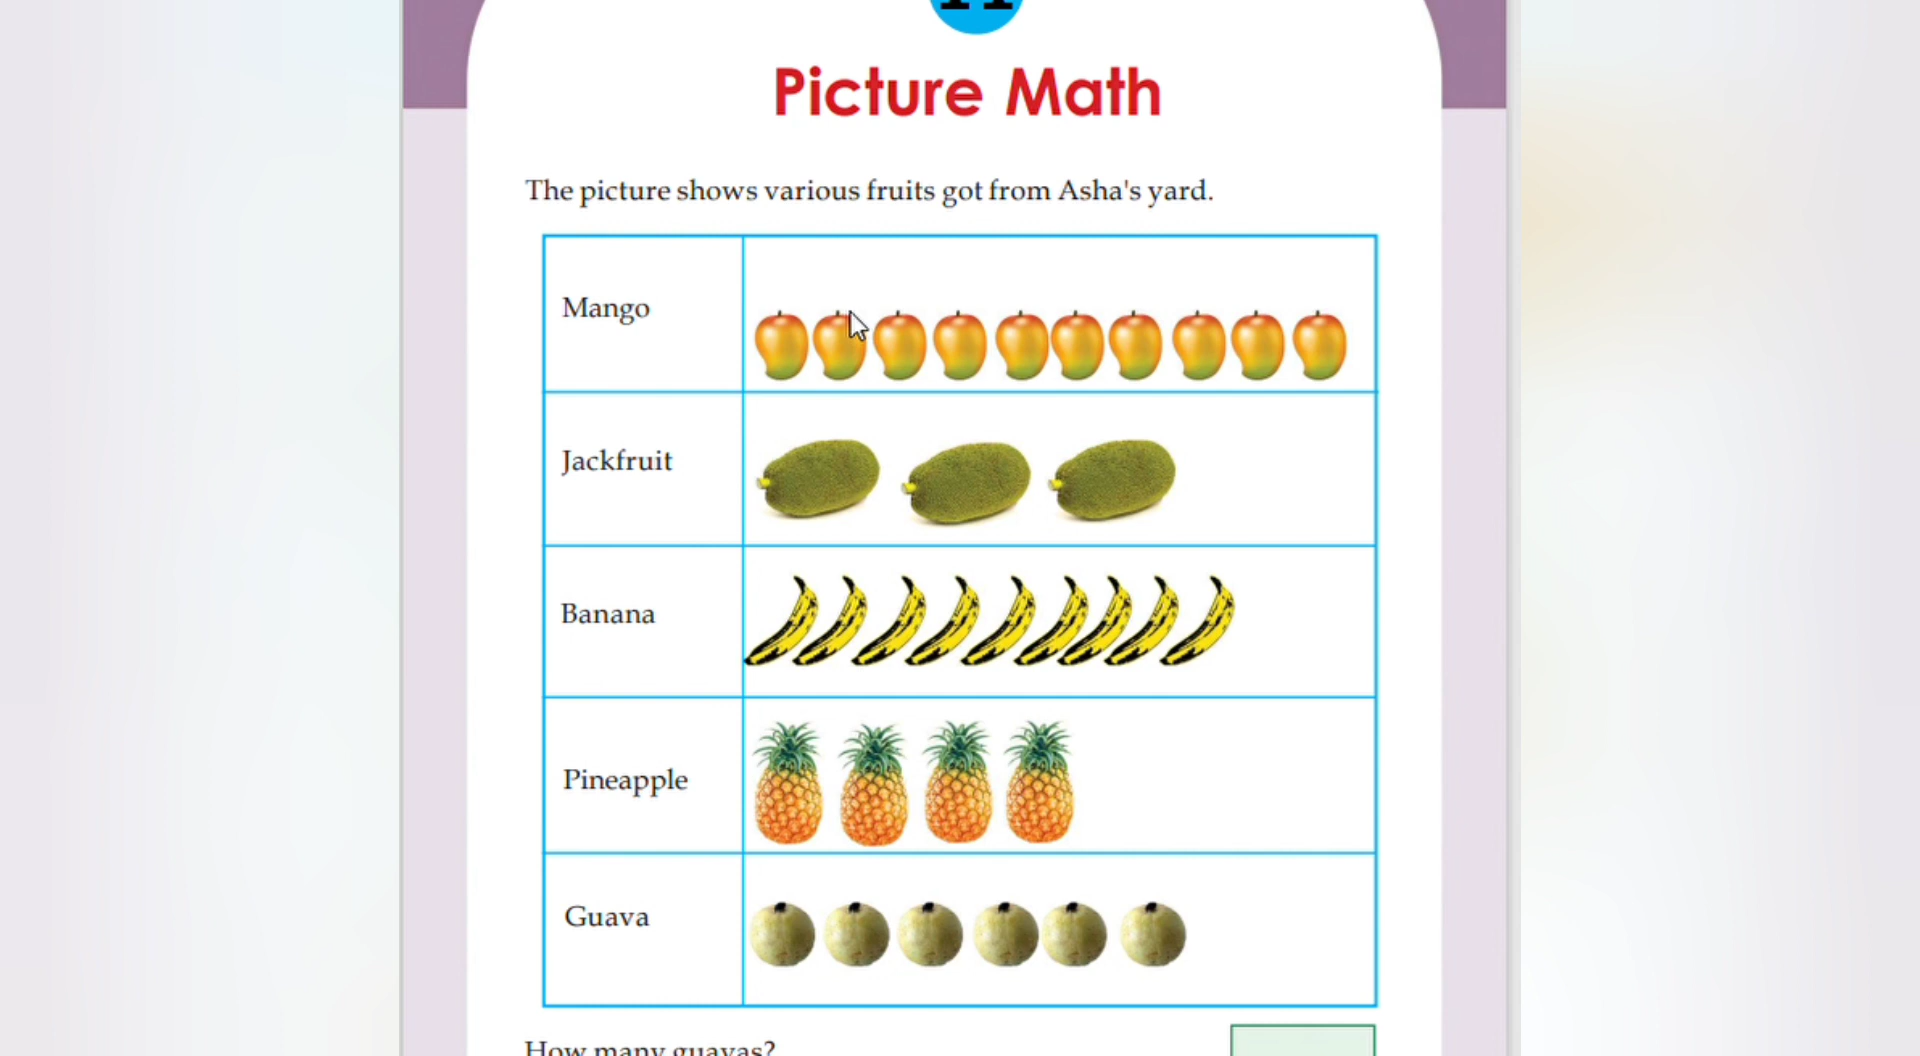 Picture Math
The picture shows various fruits got from Asha's yard.
Mango
Jackfruit
Banana
Pineapple
Guava
How many guavas?